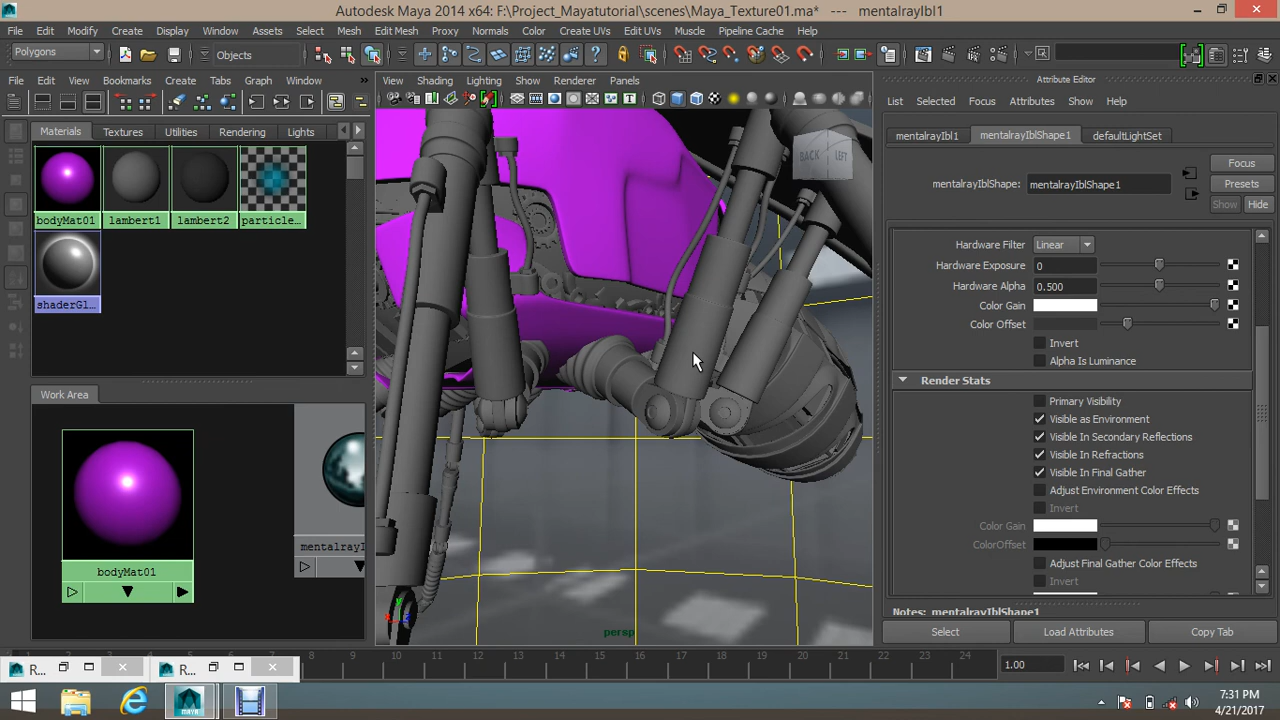 Autodesk Maya 2014 x64: F:\Project_Mayatutorial\scenes\Maya_Texture01.ma* --- mentalrayIbl1
File Edit Modify Create Display Window Assets Select Mesh Edit Mesh Proxy Normals Color Create UVs Edit UVs Muscle Pipeline Cache Help
Polygons Objects
File Edit View Bookmarks Create Tabs Graph Window
View Shading Lighting Show Renderer Panels
Attribute Editor
List Selected Focus Attributes Show Help
Materials Textures Utilities Rendering Lights
mentalrayIbl1 mentalrayIblShape1 defaultLightSet
bodyMat01 lambert1 lambert2 particle...
shaderGl...
BACK LEFT
Focus
mentalrayIblShape: mentalrayIblShape1 Presets
Show Hide
Hardware Filter Linear
Hardware Exposure 0
Hardware Alpha 0.500
Color Gain
Color Offset
Invert
Alpha Is Luminance
Render Stats
Primary Visibility
Visible as Environment
Visible In Secondary Reflections
Visible In Refractions
Visible In Final Gather
Adjust Environment Color Effects
Invert
Color Gain
ColorOffset
Adjust Final Gather Color Effects
Invert
Work Area
bodyMat01
mentalrayI
y
x z
persp
Notes: mentalrayIblShape1
Select Load Attributes Copy Tab
R... R... 8 9 10 11 12 13 14 15 16 17 18 19 20 21 22 23 24 1.00
7:31 PM
4/21/2017